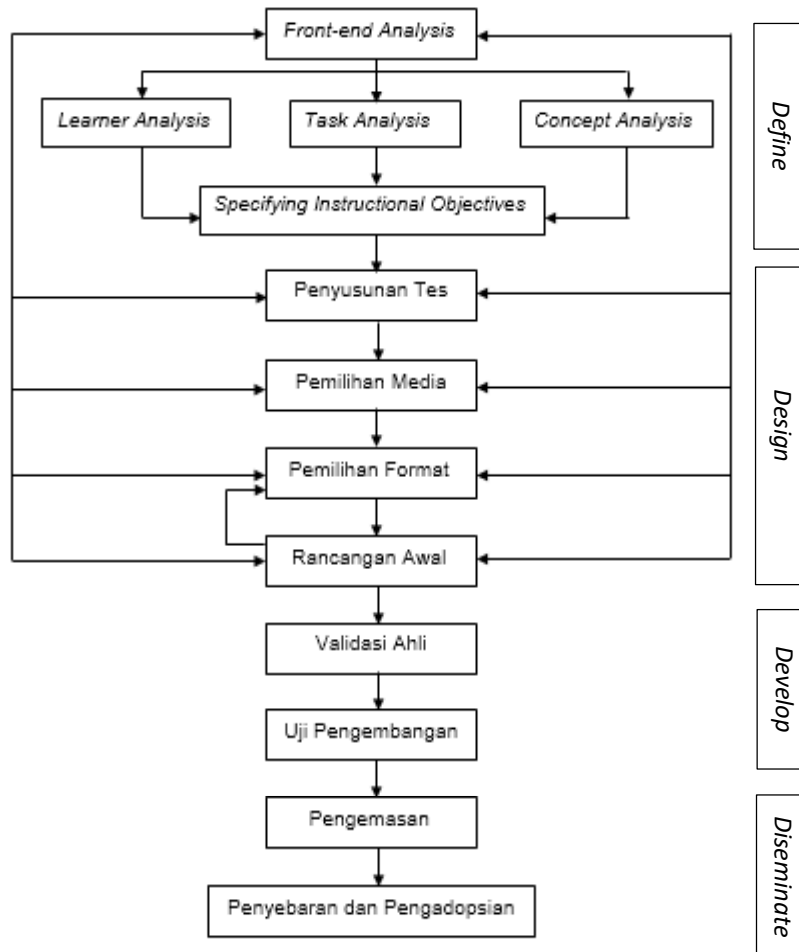 Front-end Analysis
Learner Analysis
Task Analysis
Concept Analysis
Specifying Instructional Objectives
Define
Penyusunan Tes
Pemilihan Media
Pemilihan Format
Rancangan Awal
Design
Validasi Ahli
Uji Pengembangan
Develop
Pengemasan
Penyebaran dan Pengadopsian
Diseminate